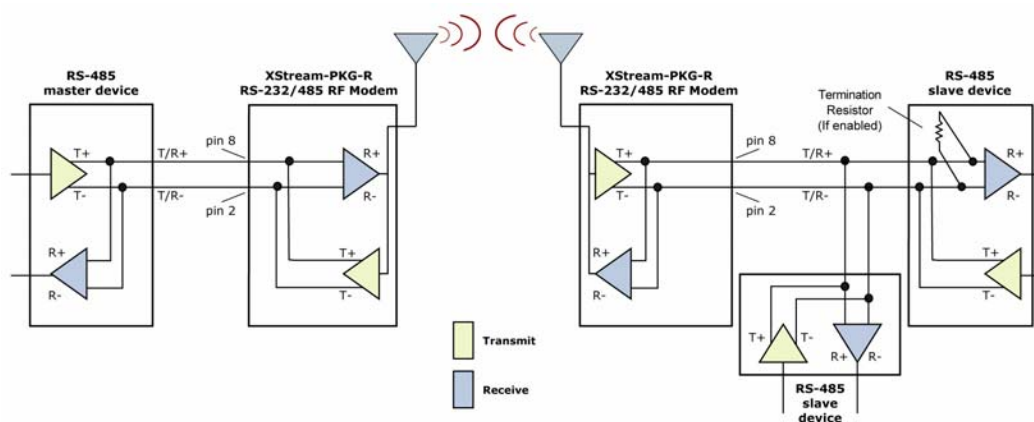 RS-485
master device
XStream-PKG-R
RS-232/485 RF Modem
XStream-PKG-R
RS-232/485 RF Modem
RS-485
slave device
Termination
Resistor
(If enabled)
T+
T-
R+
R-
T/R+
T/R-
pin 8
pin 2
R+
R-
T+
T-
T+
T-
R+
R-
pin 8
pin 2
T/R+
T/R-
R+
R-
T+
T-
T+
T-
R+
R-
RS-485
slave
device
Transmit
Receive